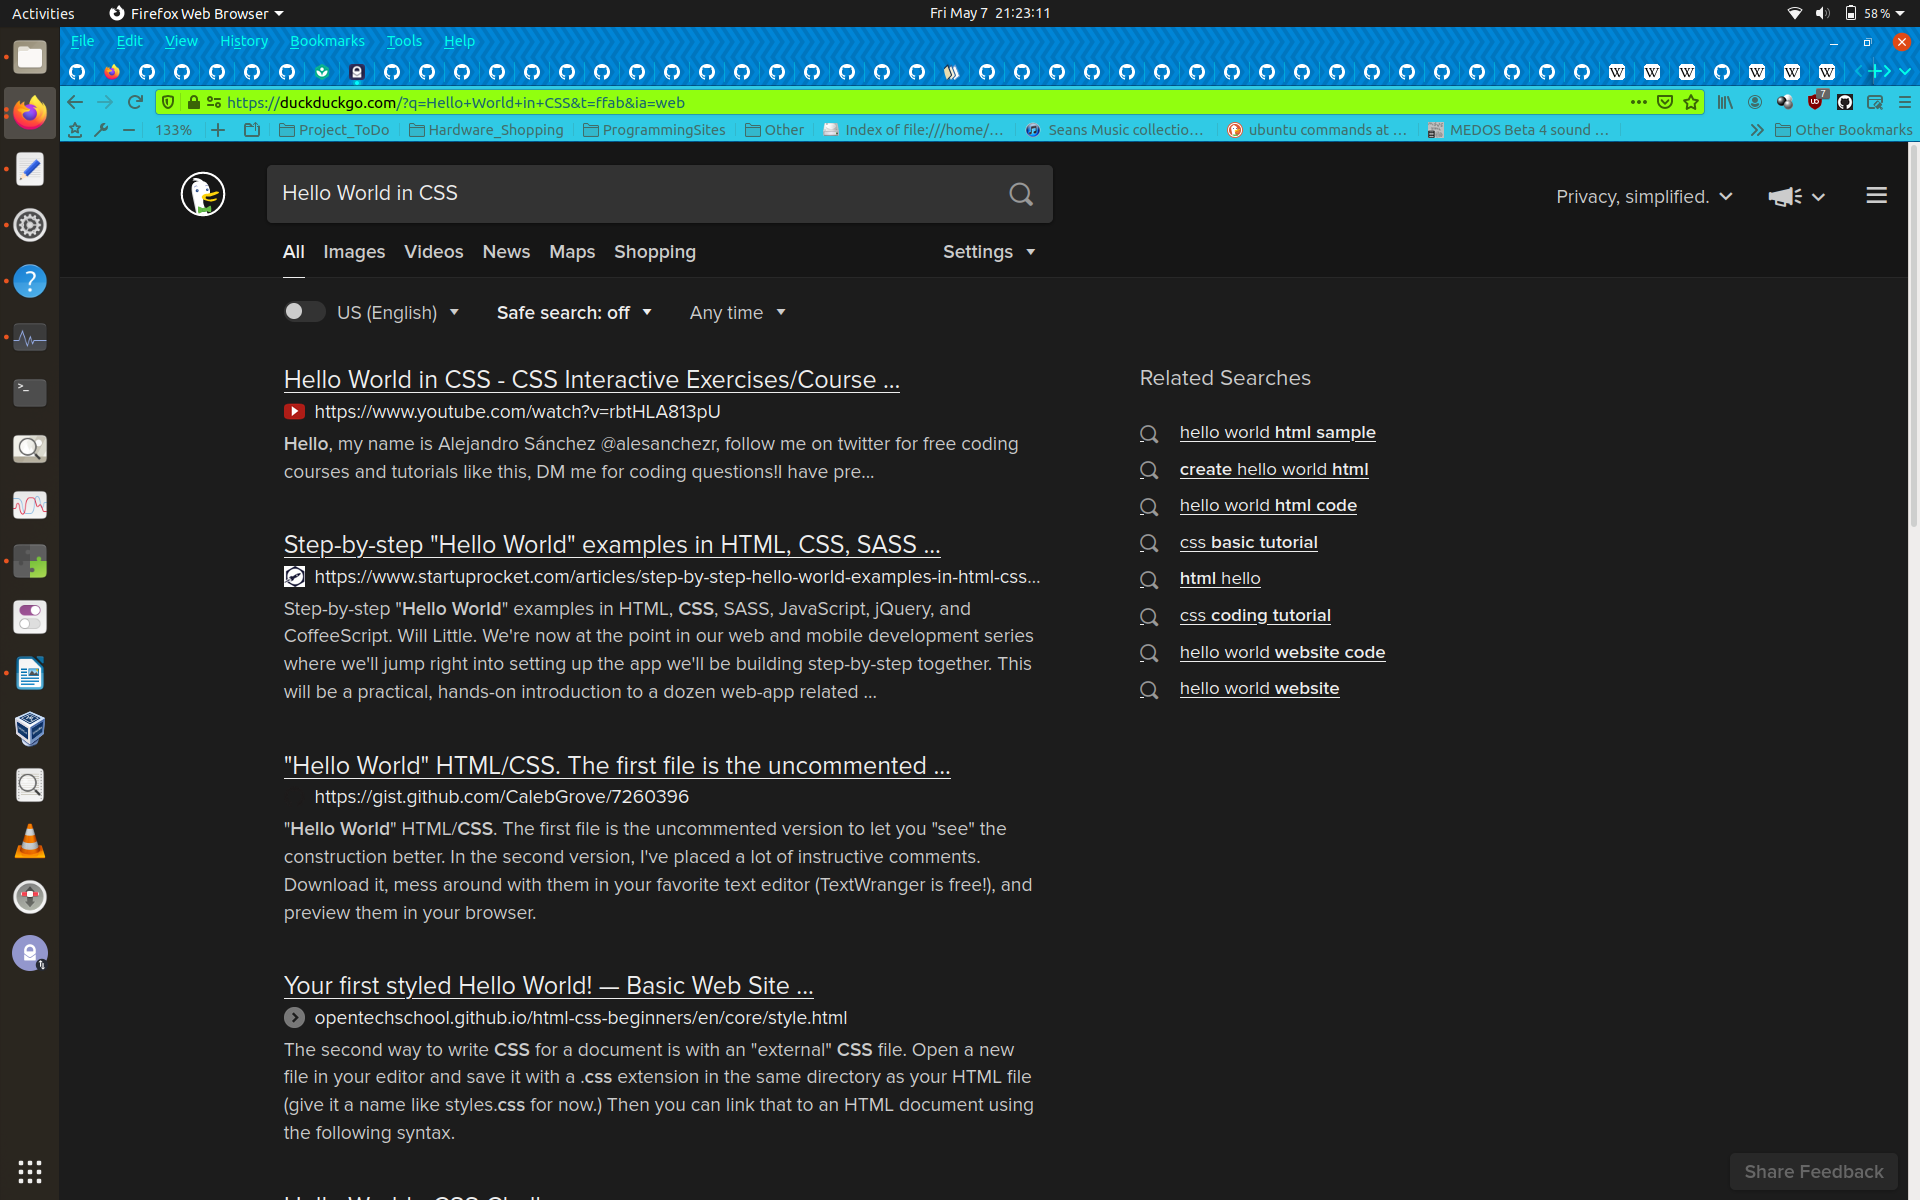 Activities
Firefox Web Browser
Fri May 7 21:23:11
58 %
File Edit View History Bookmarks Tools Help
https://duckduckgo.com/?q=Hello+World+in+CSS&t=ffab&ia=web
7
133%
Project_ToDo
Hardware_Shopping
ProgrammingSites
Other
Index of file:///home/...
Seans Music collectio...
ubuntu commands at ...
MEDOS Beta 4 sound ...
Other Bookmarks
Hello World in CSS
Privacy, simplified.
All Images Videos News Maps Shopping
Settings
US (English)
Safe search: off
Any time
Hello World in CSS - CSS Interactive Exercises/Course ...
https://www.youtube.com/watch?v=rbtHLA813pU
Hello, my name is Alejandro Sánchez @alesanchezr, follow me on twitter for free coding
courses and tutorials like this, DM me for coding questions!I have pre...
Step-by-step "Hello World" examples in HTML, CSS, SASS ...
https://www.startuprocket.com/articles/step-by-step-hello-world-examples-in-html-css...
Step-by-step "Hello World" examples in HTML, CSS, SASS, JavaScript, jQuery, and
CoffeeScript. Will Little. We're now at the point in our web and mobile development series
where we'll jump right into setting up the app we'll be building step-by-step together. This
will be a practical, hands-on introduction to a dozen web-app related ...
"Hello World" HTML/CSS. The first file is the uncommented ...
https://gist.github.com/CalebGrove/7260396
"Hello World" HTML/CSS. The first file is the uncommented version to let you "see" the
construction better. In the second version, I've placed a lot of instructive comments.
Download it, mess around with them in your favorite text editor (TextWranger is free!), and
preview them in your browser.
Your first styled Hello World! — Basic Web Site ...
opentechschool.github.io/html-css-beginners/en/core/style.html
The second way to write CSS for a document is with an "external" CSS file. Open a new
file in your editor and save it with a .css extension in the same directory as your HTML file
(give it a name like styles.css for now.) Then you can link that to an HTML document using
the following syntax.
Related Searches
hello world html sample
create hello world html
hello world html code
css basic tutorial
html hello
css coding tutorial
hello world website code
hello world website
Share Feedback